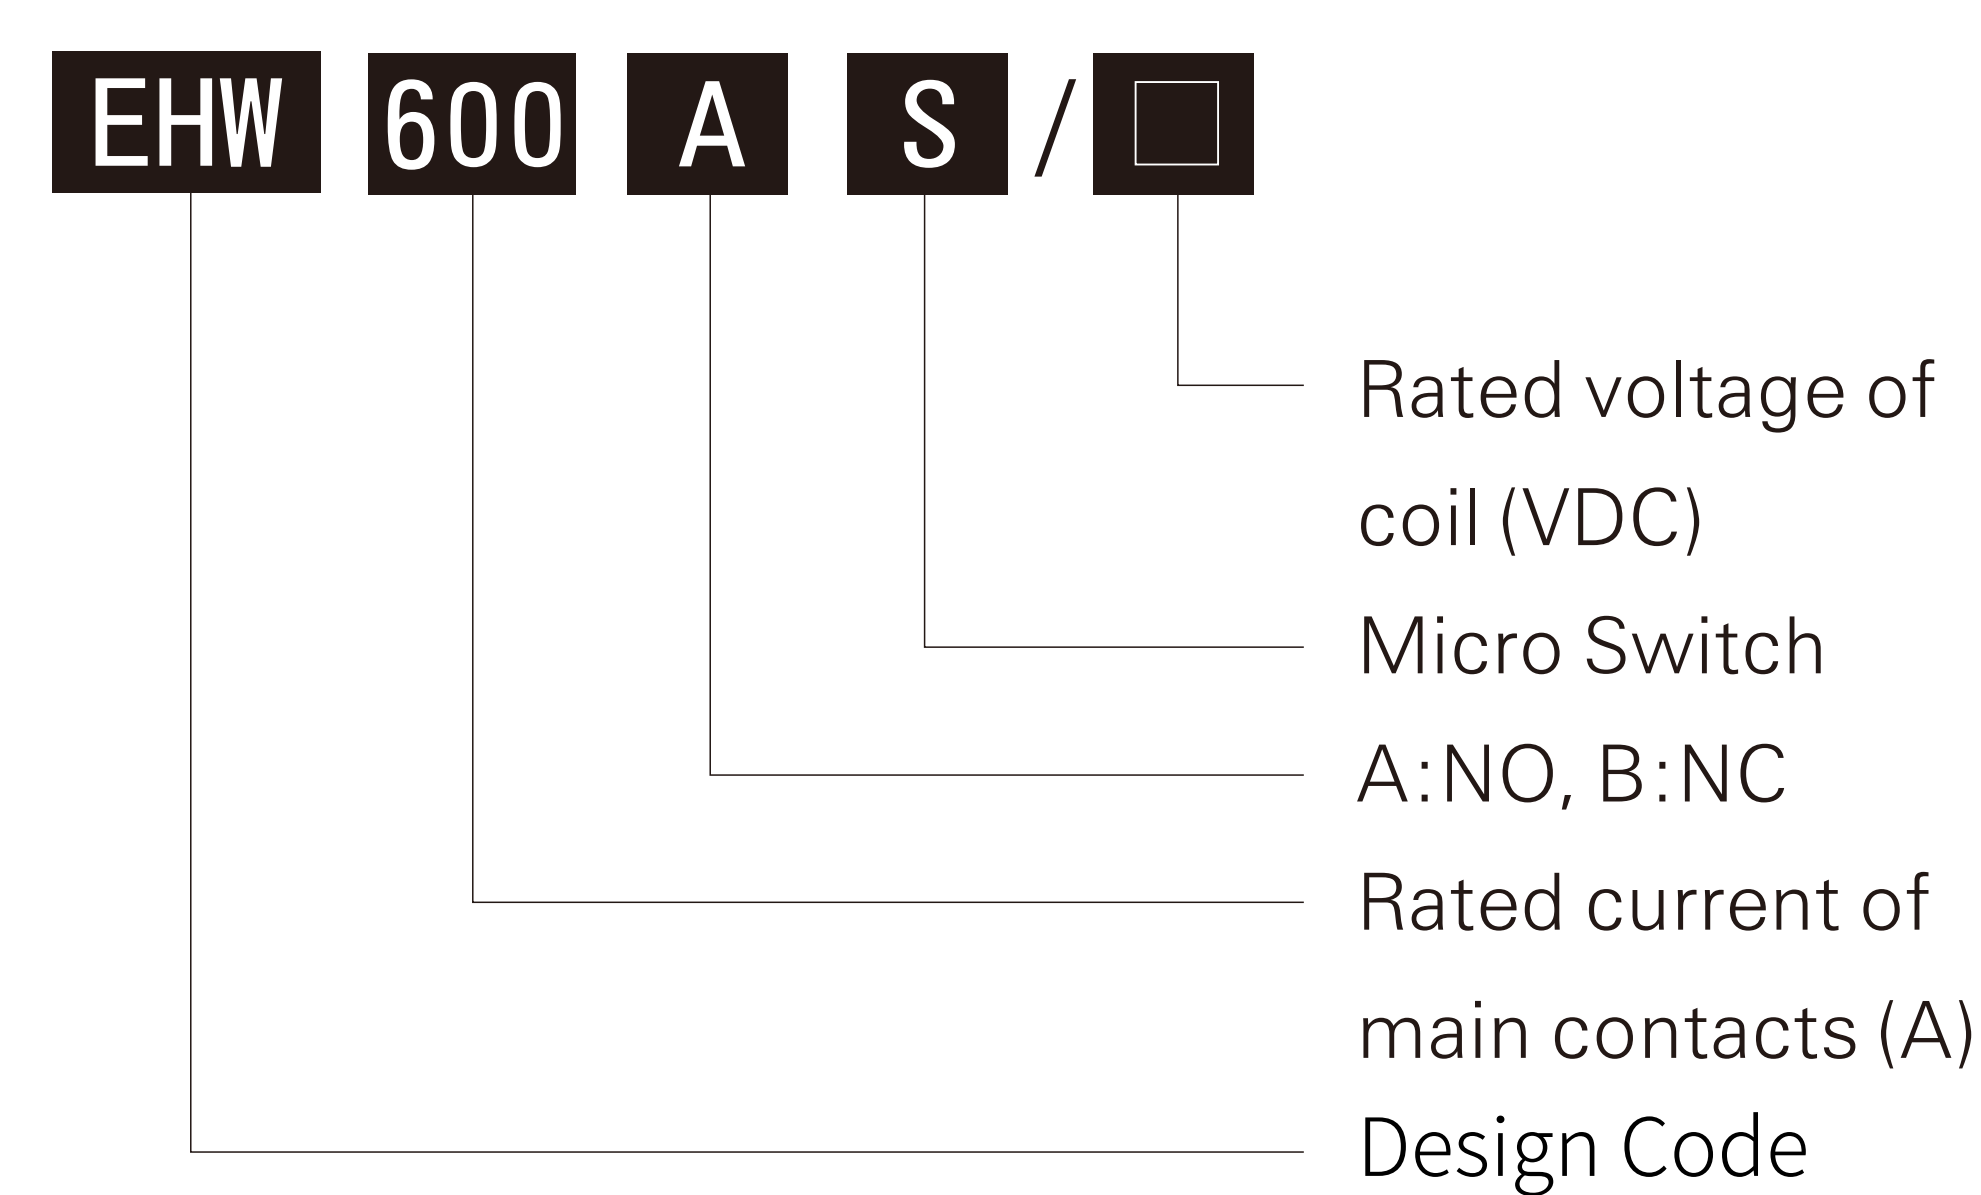 EHW 600 A S / □
Rated voltage of
coil (VDC)
Micro Switch
A:NO, B:NC
Rated current of
main contacts (A)
Design Code